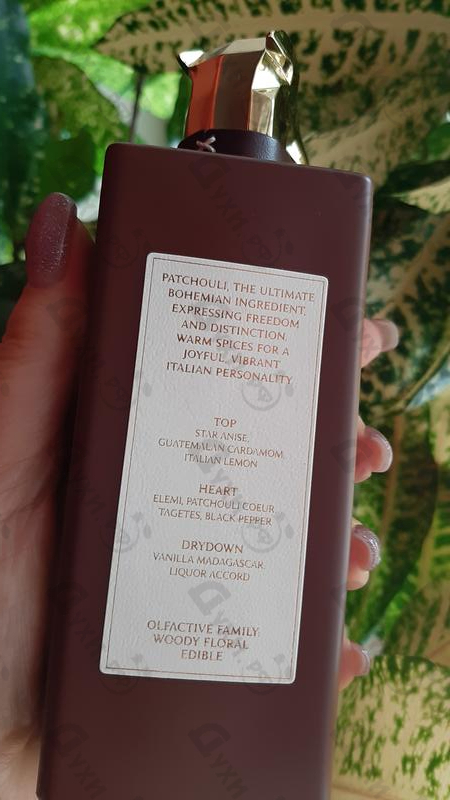 PATCHOULI, THE ULTIMATE
BOHEMIAN INGREDIENT,
EXPRESSING FREEDOM
AND DISTINCTION.
WARM SPICES FOR A
JOYFUL, VIBRANT
ITALIAN PERSONALITY
TOP
STAR ANISE,
GUATEMALAN CARDAMOM,
ITALIAN LEMON
HEART
ELEMI, PATCHOULI COEUR
TAGETES, BLACK PEPPER
DRYDOWN
VANILLA MADAGASCAR,
LIQUOR ACCORD
OLFACTIVE FAMILY
WOODY FLORAL
EDIBLE